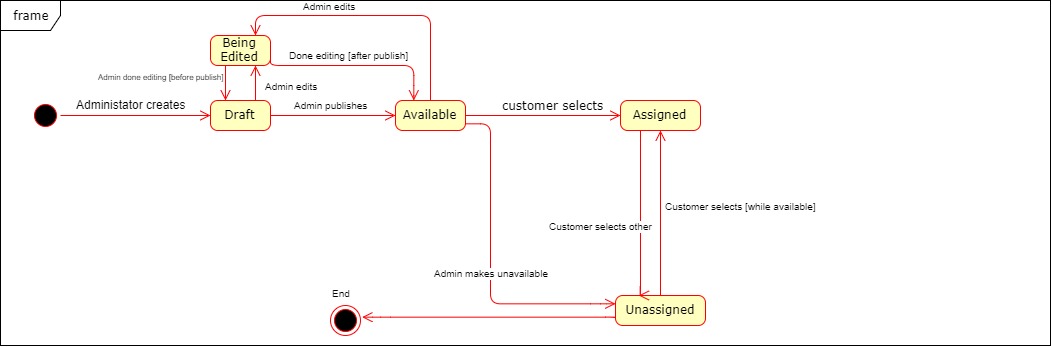 frame
Admin edits
Being
Edited
Done editing [after publish]
Admin done editing [before publish]
Admin edits
Administator creates
Draft
Admin publishes
Available
customer selects
Assigned
Customer selects [while available]
Customer selects other
Admin makes unavailable
End
Unassigned